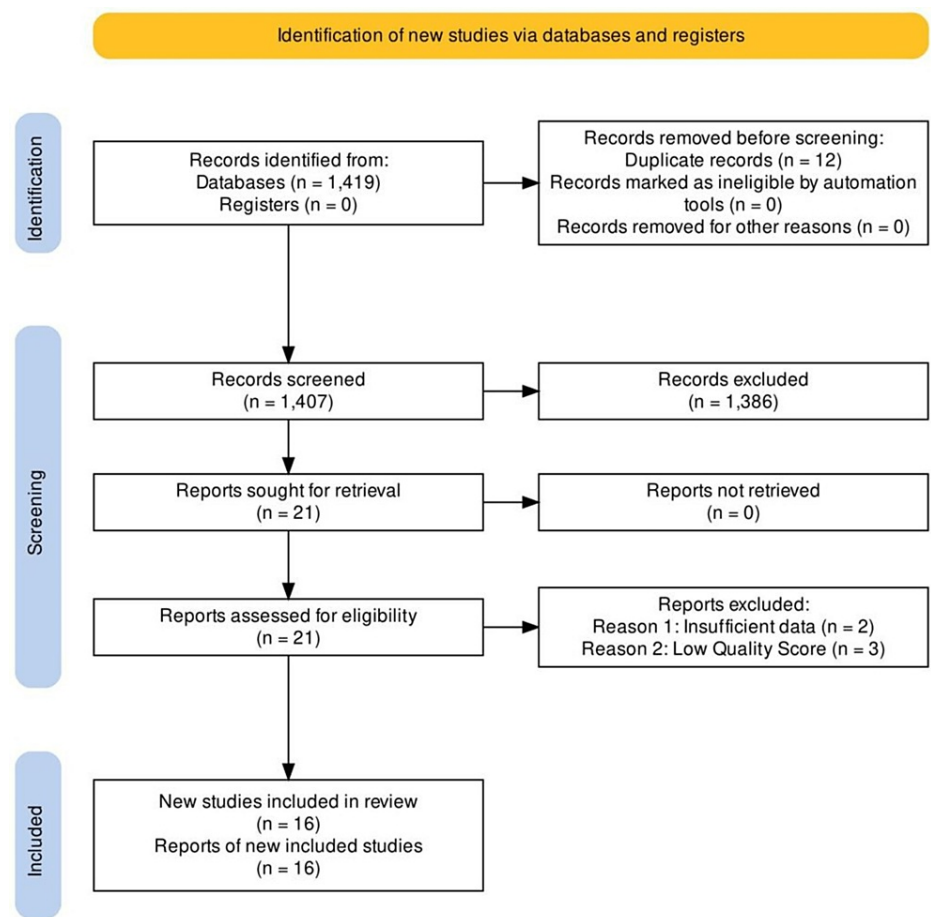 Identification of new studies via databases and registers
Identification
Records identified from:
Databases (n = 1,419)
Registers (n = 0)
Records removed before screening:
Duplicate records (n = 12)
Records marked as ineligible by automation
tools (n = 0)
Records removed for other reasons (n = 0)
Screening
Records screened
(n = 1,407)
Records excluded
(n = 1,386)
Reports sought for retrieval
(n = 21)
Reports not retrieved
(n = 0)
Reports assessed for eligibility
(n = 21)
Reports excluded:
Reason 1: Insufficient data (n = 2)
Reason 2: Low Quality Score (n = 3)
Included
New studies included in review
(n = 16)
Reports of new included studies
(n = 16)